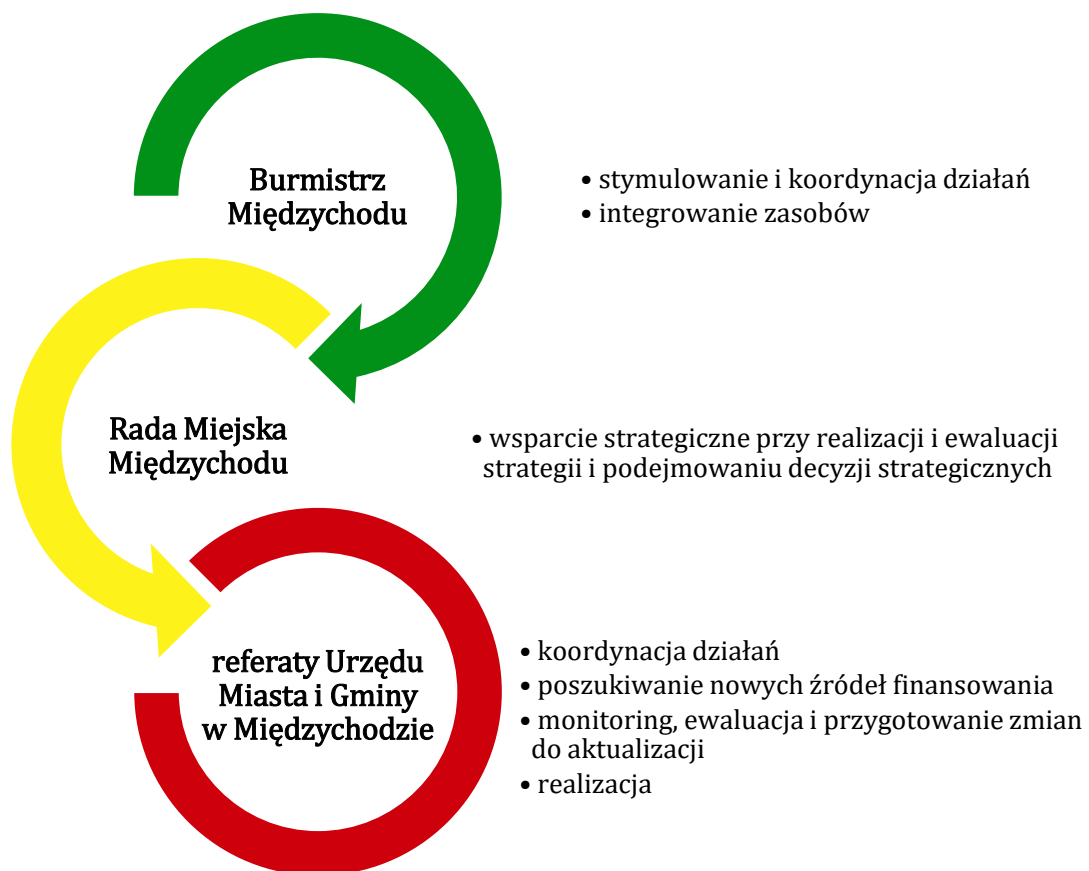 Burmistrz
Międzychodu
• stymulowanie i koordynacja działań
• integrowanie zasobów
Rada Miejska
Międzychodu
• wsparcie strategiczne przy realizacji i ewaluacji
strategii i podejmowaniu decyzji strategicznych
referaty Urzędu
Miasta i Gminy
w Międzychodzie
• koordynacja działań
• poszukiwanie nowych źródeł finansowania
• monitoring, ewaluacja i przygotowanie zmian
do aktualizacji
• realizacja